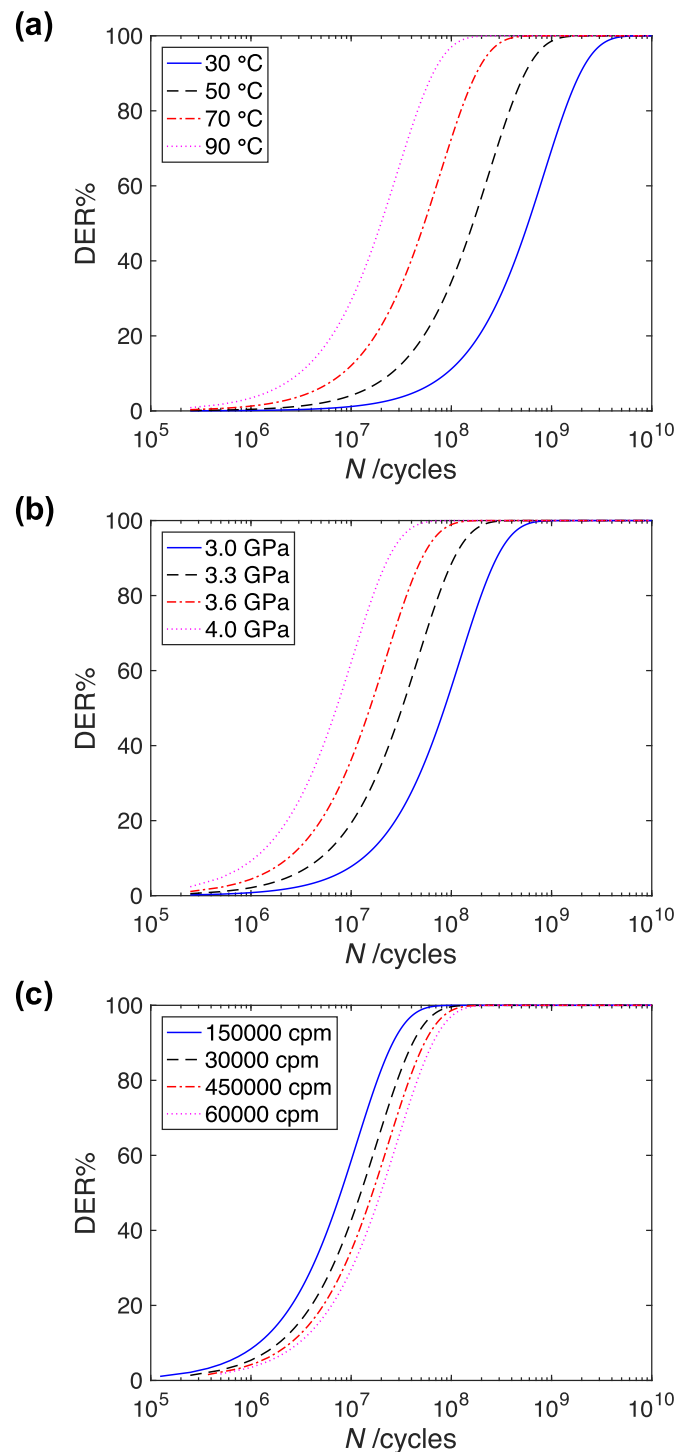 (a)
100
80
60
40
20
0
DER%
30 °C
50 °C
70 °C
90 °C
10^5 10^6 10^7 10^8 10^9 10^10
N /cycles
(b)
100
80
60
40
20
0
DER%
3.0 GPa
3.3 GPa
3.6 GPa
4.0 GPa
10^5 10^6 10^7 10^8 10^9 10^10
N /cycles
(c)
100
80
60
40
20
0
DER%
150000 cpm
30000 cpm
450000 cpm
60000 cpm
10^5 10^6 10^7 10^8 10^9 10^10
N /cycles